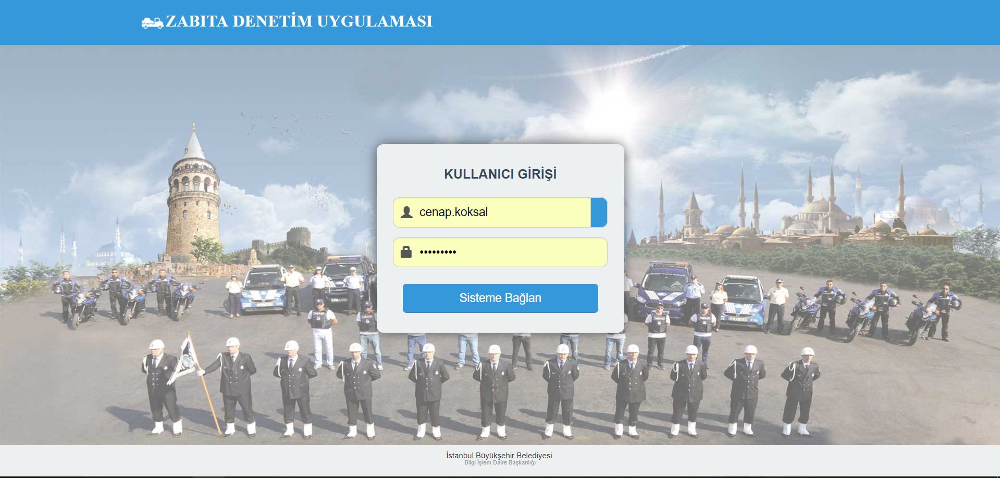 ZABITA DENETİM UYGULAMASI
KULLANICI GİRİŞİ
cenap.koksal
•••••••••
Sisteme Bağlan
İstanbul Büyükşehir Belediyesi
Bilgi İşlem Daire Başkanlığı